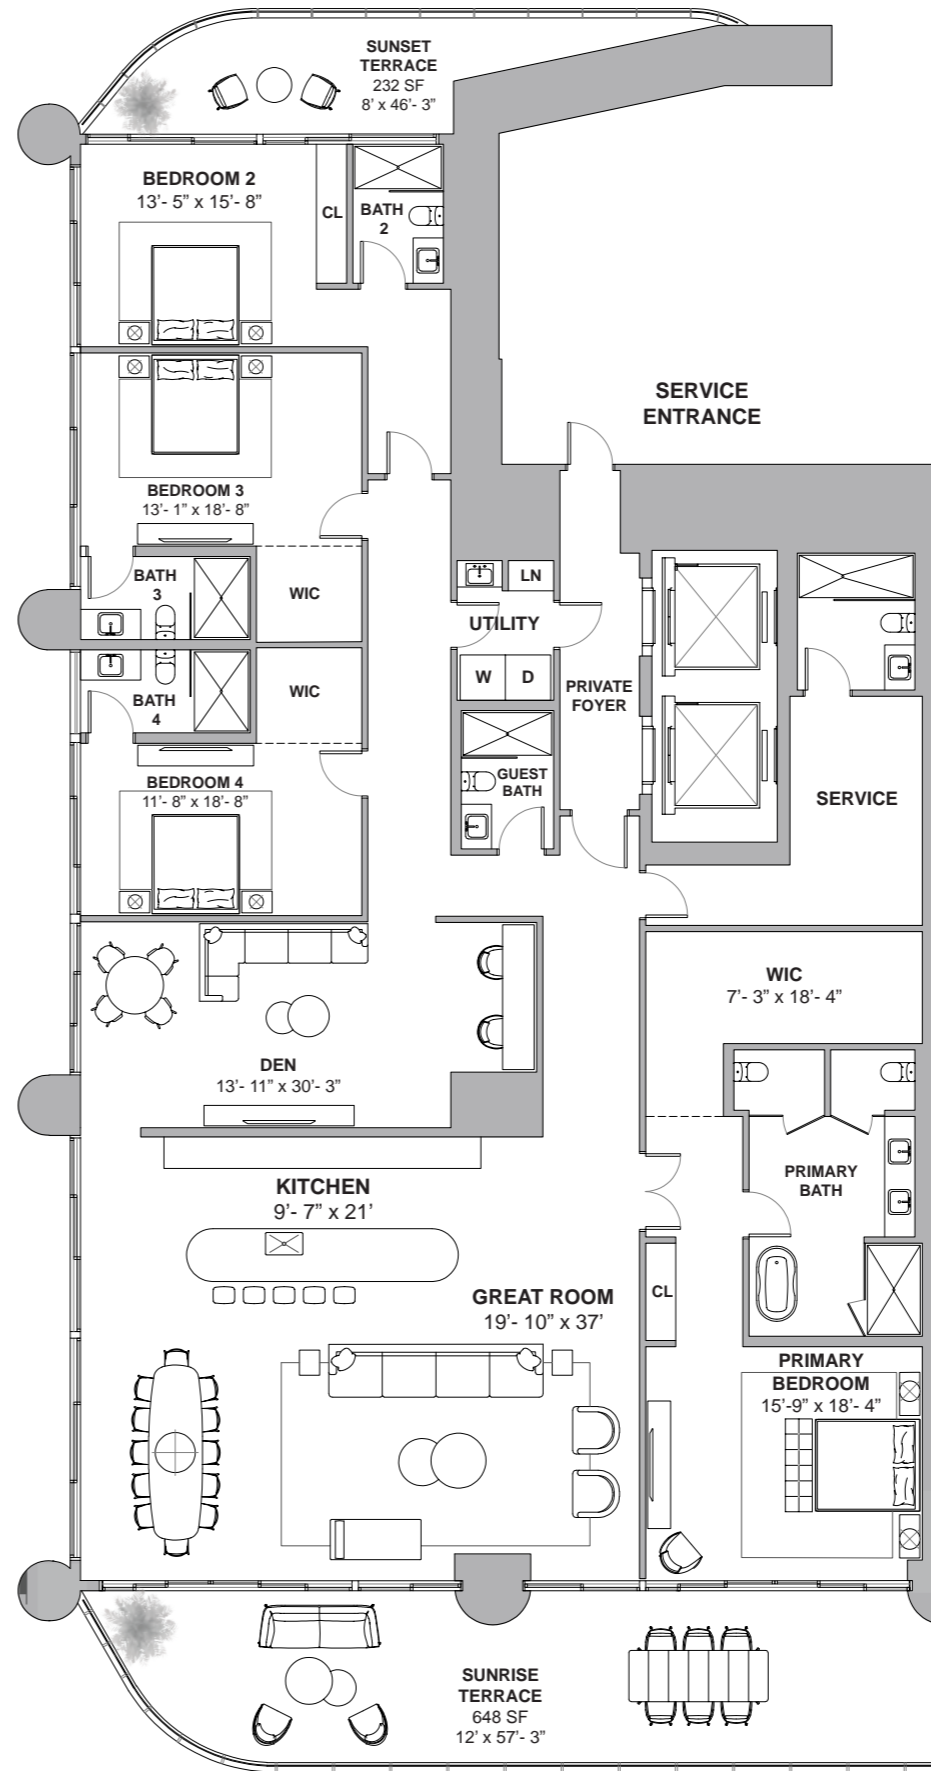 SUNSET
TERRACE
232 SF
8’ x 46’- 3”
BEDROOM 2
13’- 5” x 15’- 8”
CL
BATH
2
SERVICE
ENTRANCE
BEDROOM 3
13’- 1” x 18’- 8”
BATH
3
WIC
LN
UTILITY
W
D
PRIVATE
FOYER
WIC
BATH
4
GUEST
BATH
BEDROOM 4
11’- 8” x 18’- 8”
SERVICE
WIC
7’- 3” x 18’- 4”
DEN
13’- 11” x 30’- 3”
KITCHEN
9’- 7” x 21’
PRIMARY
BATH
CL
GREAT ROOM
19’- 10” x 37’
PRIMARY
BEDROOM
15’-9” x 18’- 4”
SUNRISE
TERRACE
648 SF
12’ x 57’- 3”